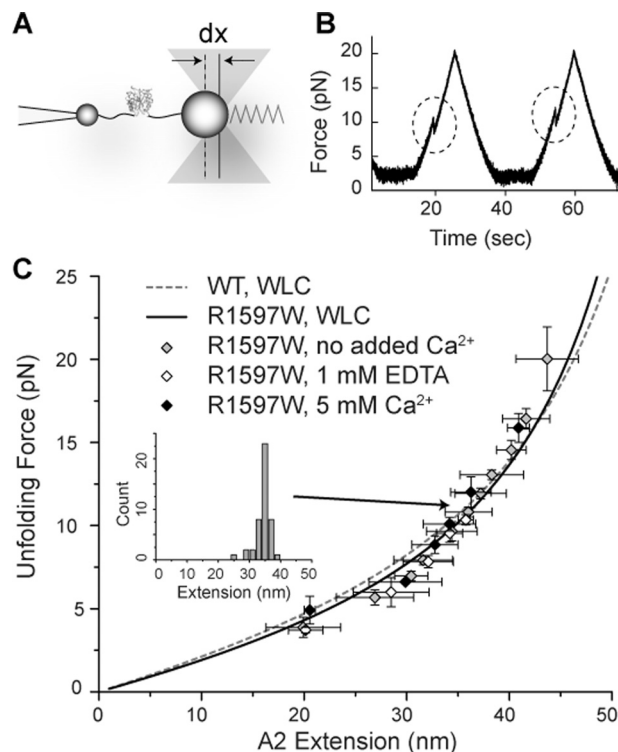 A
dx
B
Force (pN)
20
15
10
5
0
20
40
60
Time (sec)
C
Unfolding Force (pN)
25
20
15
10
5
0
WT, WLC
R1597W, WLC
R1597W, no added Ca²⁺
R1597W, 1 mM EDTA
R1597W, 5 mM Ca²⁺
Count
20
10
0
0 10 20 30 40 50
Extension (nm)
0 10 20 30 40 50
A2 Extension (nm)